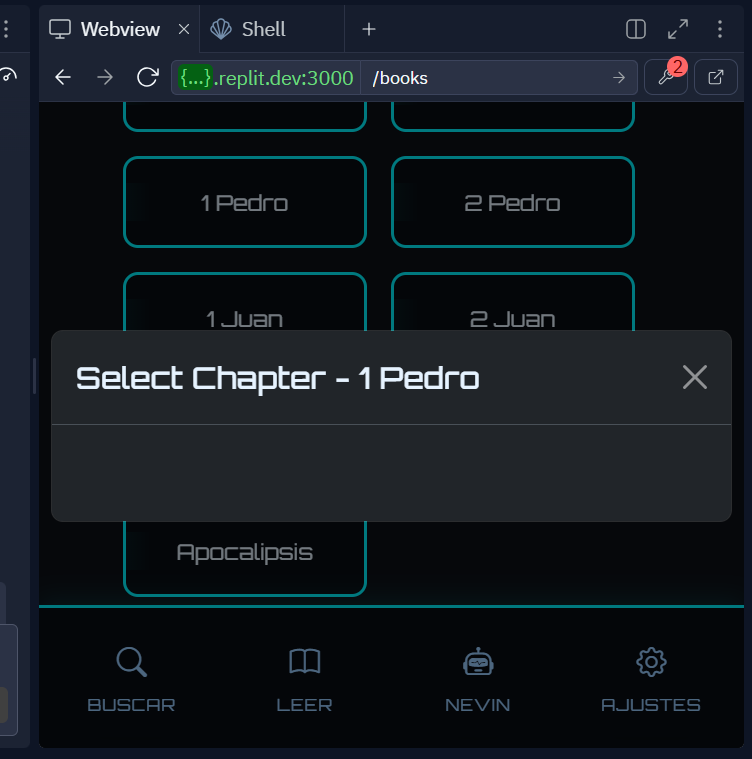 Webview
Shell
{...}.replit.dev:3000
/books
2
1 Pedro
2 Pedro
1 Juan
2 Juan
Select Chapter - 1 Pedro
Apocalipsis
BUSCAR
LEER
NEVIN
AJUSTES